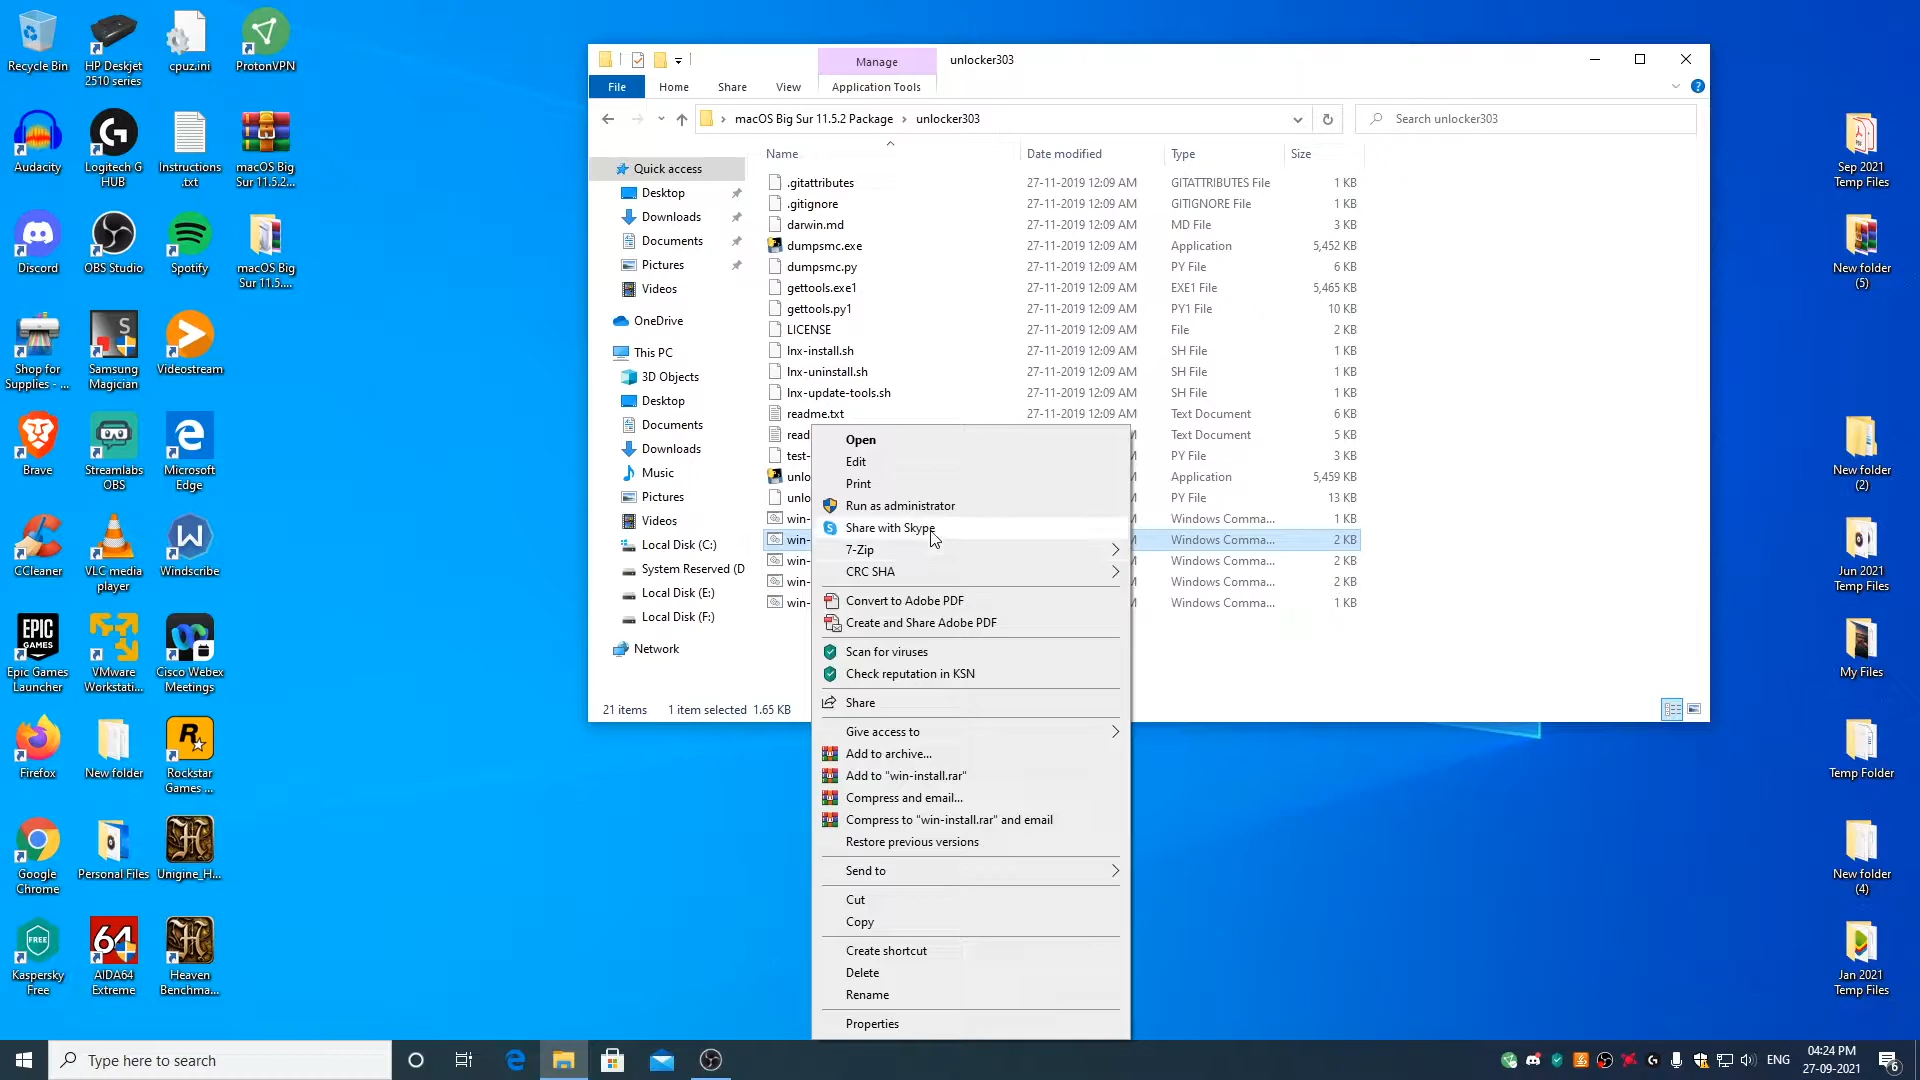 Recycle Bin
HP Deskjet
2510 series
cpuz.ini
ProtonVPN
Audacity
Logitech G
HUB
Instructions
.txt
macOS Big
Sur 11.5.2...
Discord
OBS Studio
Spotify
macOS Big
Sur 11.5....
Shop for
Supplies - ...
Samsung
Magician
Videostream
Brave
Streamlabs
OBS
Microsoft
Edge
CCleaner
VLC media
player
Windscribe
EPIC
GAMES
Epic Games
Launcher
VMware
Workstati...
Cisco Webex
Meetings
Firefox
New folder
Rockstar
Games ...
Google
Chrome
Personal Files
Unigine_H...
FREE
Kaspersky
Free
64
AIDA64
Extreme
Heaven
Benchma...
Manage
unlocker303
File
Home
Share
View
Application Tools
macOS Big Sur 11.5.2 Package > unlocker303
Search unlocker303
Quick access
Desktop
Downloads
Documents
Pictures
Videos
OneDrive
This PC
3D Objects
Desktop
Documents
Downloads
Music
Pictures
Videos
Local Disk (C:)
System Reserved (D
Local Disk (E:)
Local Disk (F:)
Network
Name Date modified Type Size
.gitattributes 27-11-2019 12:09 AM GITATTRIBUTES File 1 KB
.gitignore 27-11-2019 12:09 AM GITIGNORE File 1 KB
darwin.md 27-11-2019 12:09 AM MD File 3 KB
dumpsmc.exe 27-11-2019 12:09 AM Application 5,452 KB
dumpsmc.py 27-11-2019 12:09 AM PY File 6 KB
gettools.exe1 27-11-2019 12:09 AM EXE1 File 5,465 KB
gettools.py1 27-11-2019 12:09 AM PY1 File 10 KB
LICENSE 27-11-2019 12:09 AM File 2 KB
lnx-install.sh 27-11-2019 12:09 AM SH File 1 KB
lnx-uninstall.sh 27-11-2019 12:09 AM SH File 1 KB
lnx-update-tools.sh 27-11-2019 12:09 AM SH File 1 KB
readme.txt 27-11-2019 12:09 AM Text Document 6 KB
read Text Document 5 KB
test- PY File 3 KB
unlo Application 5,459 KB
unlo PY File 13 KB
win- Windows Comma... 1 KB
win- Windows Comma... 2 KB
win- Windows Comma... 2 KB
win- Windows Comma... 2 KB
win- Windows Comma... 1 KB
21 items 1 item selected 1.65 KB
Open
Edit
Print
Run as administrator
Share with Skype
7-Zip
CRC SHA
Convert to Adobe PDF
Create and Share Adobe PDF
Scan for viruses
Check reputation in KSN
Share
Give access to
Add to archive...
Add to "win-install.rar"
Compress and email...
Compress to "win-install.rar" and email
Restore previous versions
Send to
Cut
Copy
Create shortcut
Delete
Rename
Properties
Sep 2021
Temp Files
New folder
(5)
New folder
(2)
Jun 2021
Temp Files
My Files
Temp Folder
New folder
(4)
Jan 2021
Temp Files
Type here to search
ENG
04:24 PM
27-09-2021
6